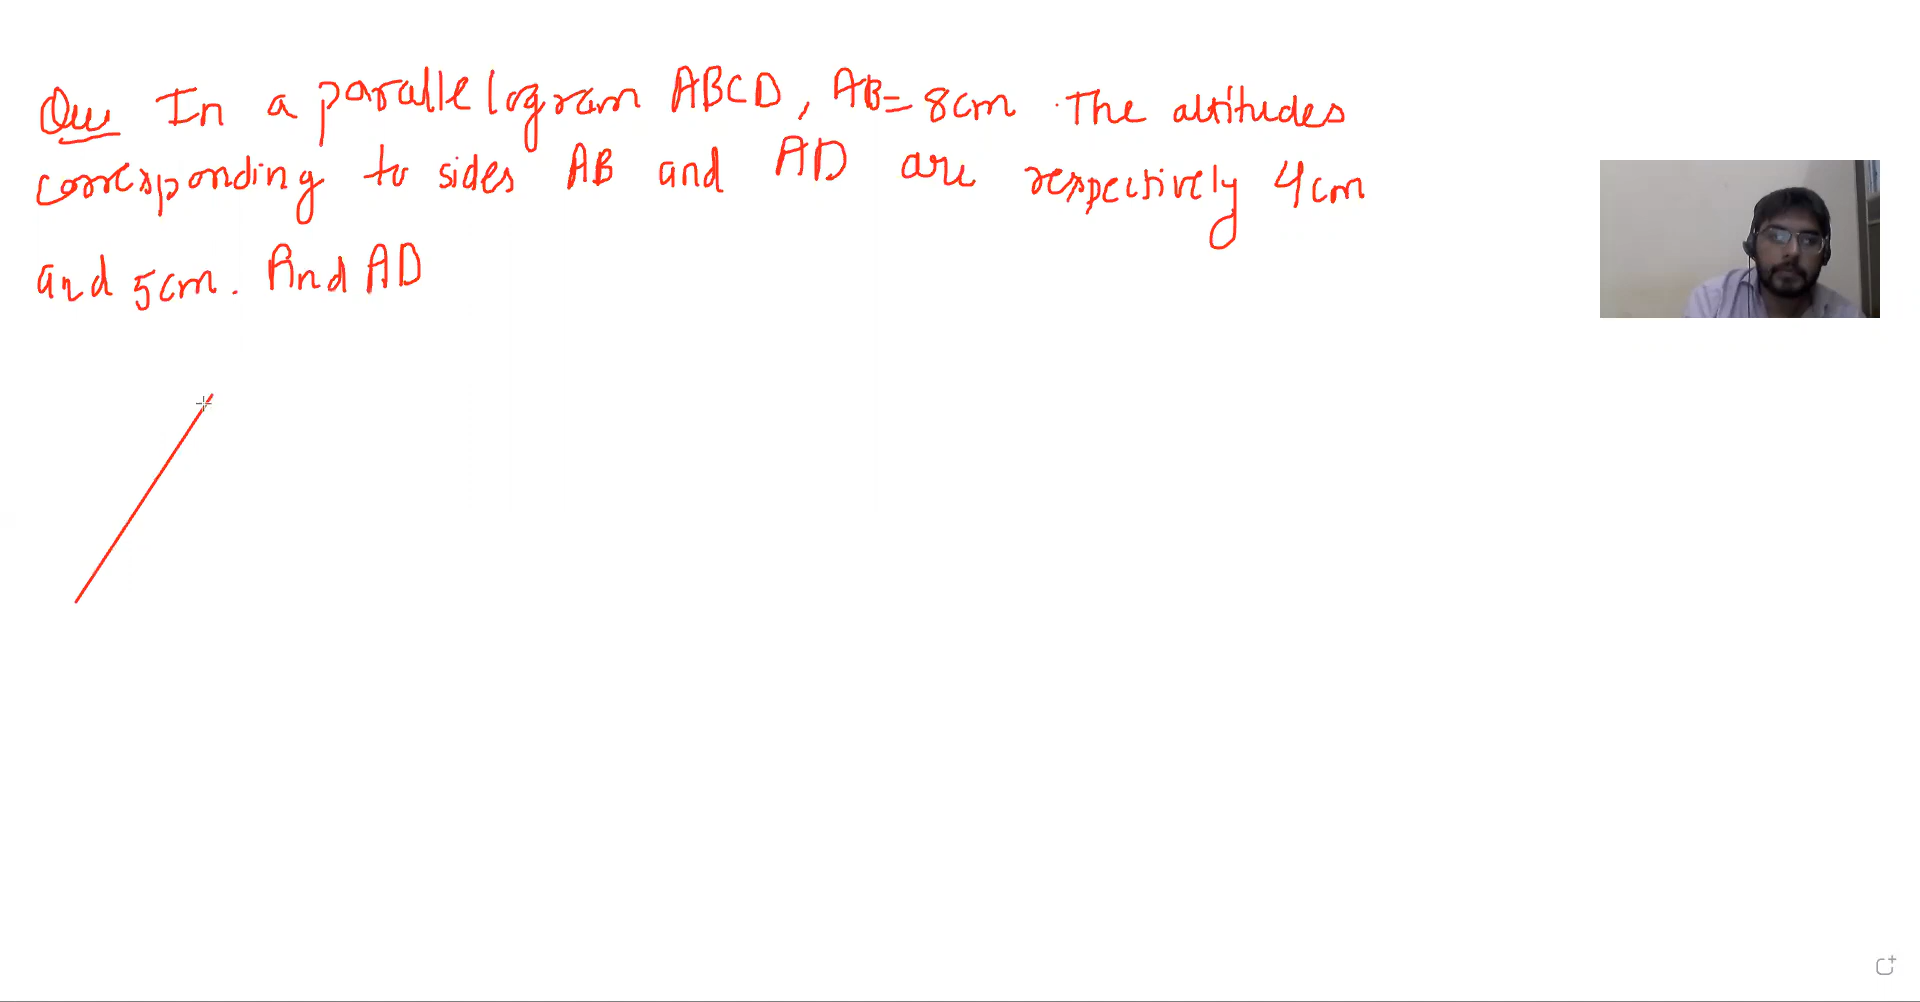 Que In a parallelogram ABCD, AB = 8cm . The altitudes
corresponding to sides AB and AD are respectively 4cm
and 5cm. Find AD